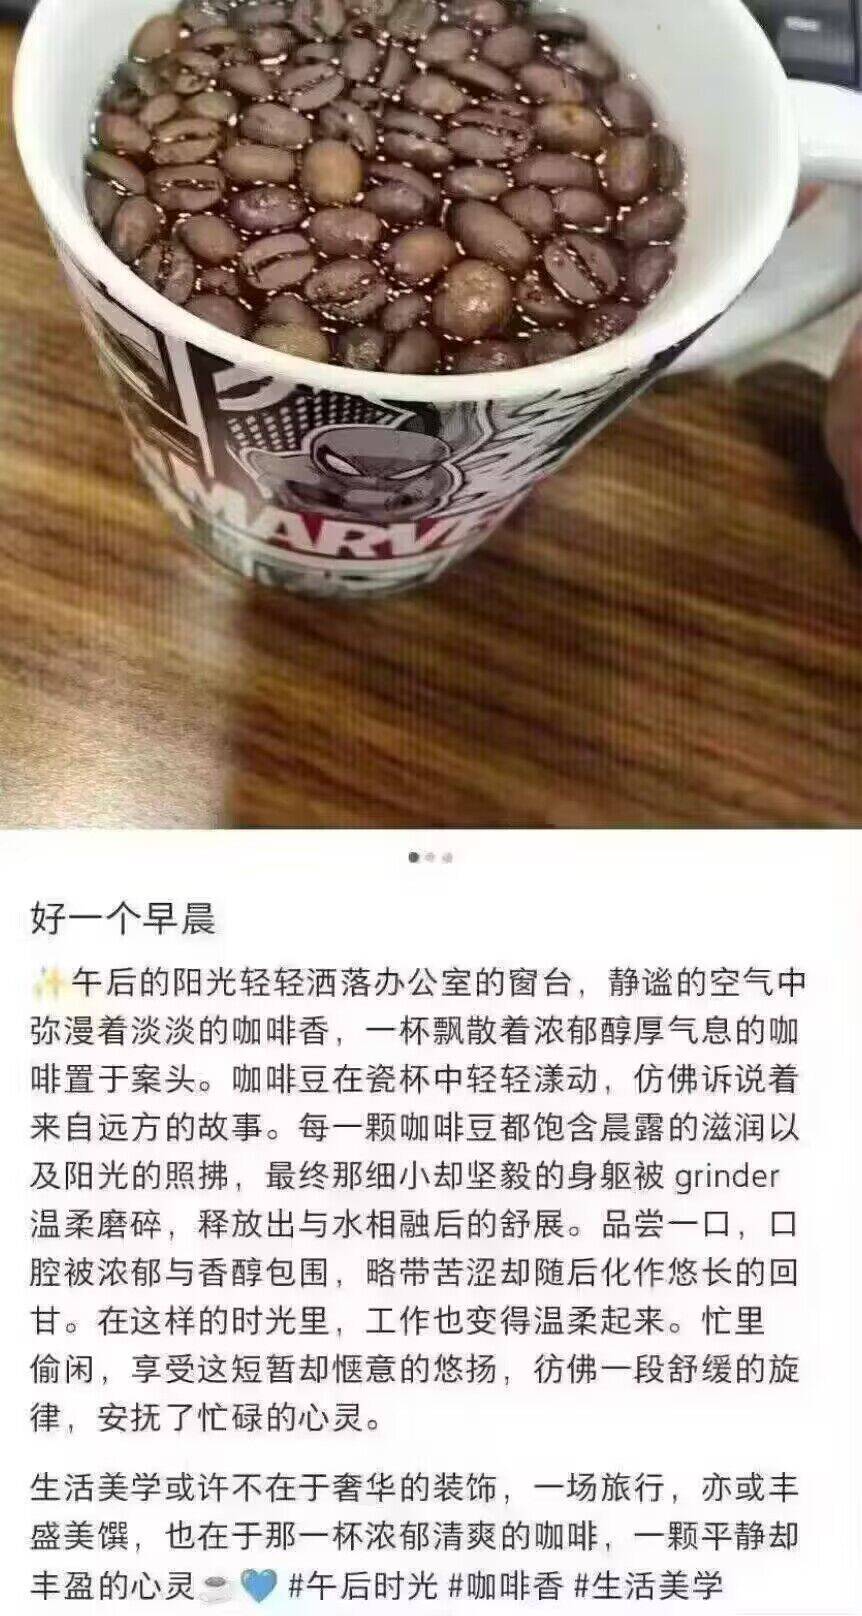 MARVE
好一个早晨
✨午后的阳光轻轻洒落办公室的窗台，静谧的空气中
弥漫着淡淡的咖啡香，一杯飘散着浓郁醇厚气息的咖
啡置于案头。咖啡豆在瓷杯中轻轻漾动，仿佛诉说着
来自远方的故事。每一颗咖啡豆都饱含晨露的滋润以
及阳光的照拂，最终那细小却坚毅的身躯被 grinder
温柔磨碎，释放出与水相融后的舒展。品尝一口，口
腔被浓郁与香醇包围，略带苦涩却随后化作悠长的回
甘。在这样的时光里，工作也变得温柔起来。忙里
偷闲，享受这短暂却惬意的悠扬，彷佛一段舒缓的旋
律，安抚了忙碌的心灵。
生活美学或许不在于奢华的装饰，一场旅行，亦或丰
盛美馔，也在于那一杯浓郁清爽的咖啡，一颗平静却
丰盈的心灵☕💙 #午后时光 #咖啡香 #生活美学